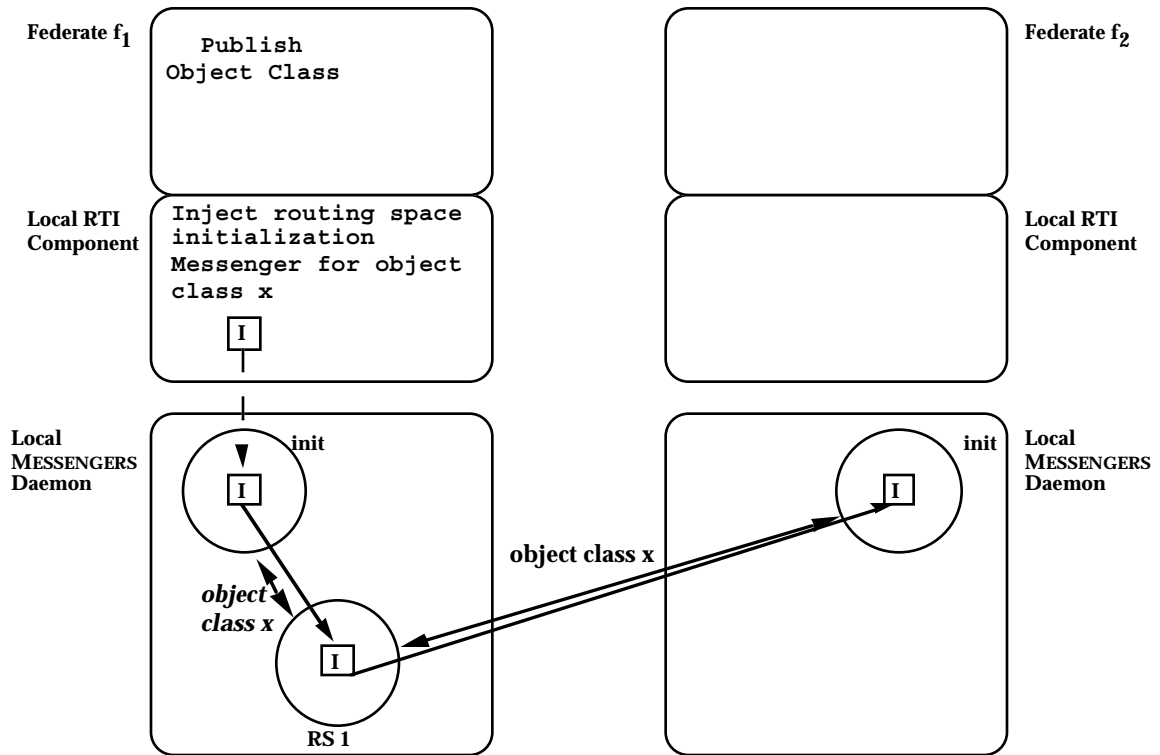 Federate f1
Publish
Object Class
Federate f2
Local RTI
Component
Inject routing space
initialization
Messenger for object
class x
I
Local RTI
Component
Local
MESSENGERS
Daemon
init
I
object
class x
I
RS 1
object class x
init
I
Local
MESSENGERS
Daemon